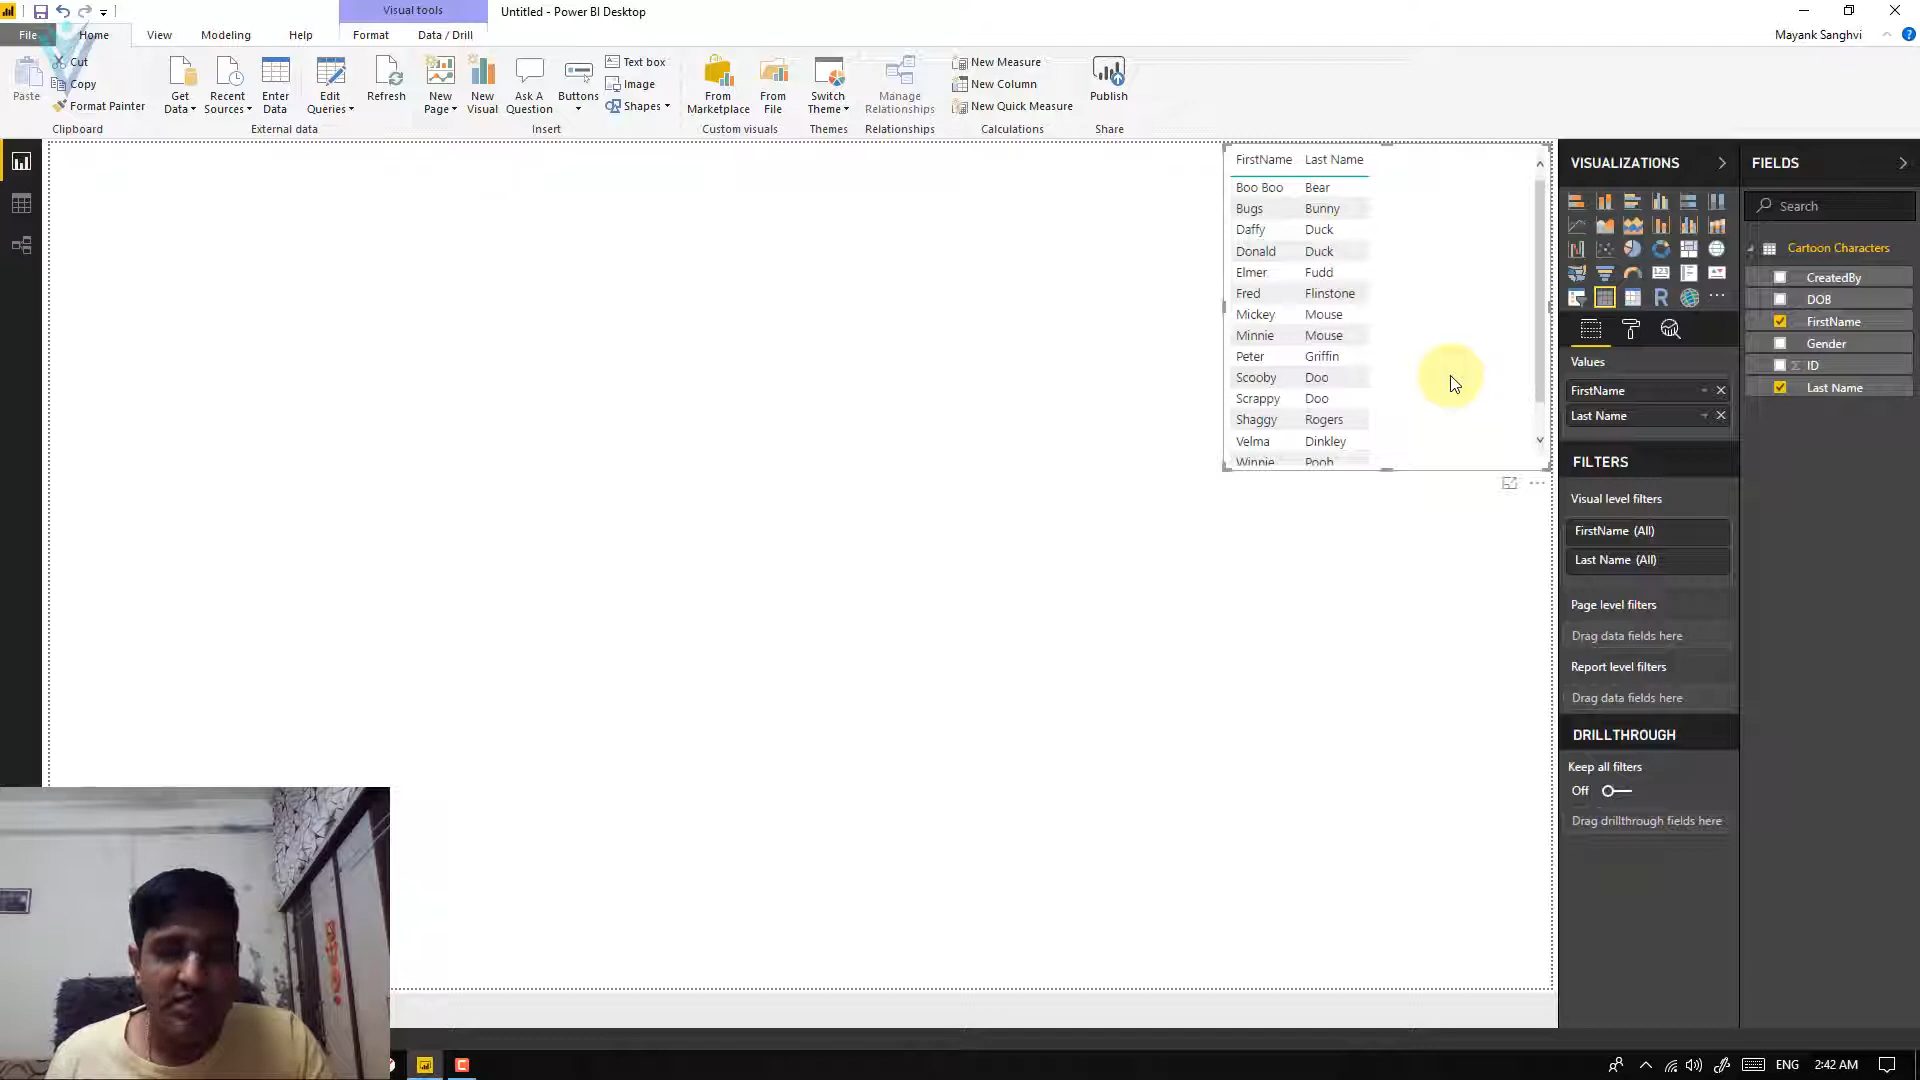 Visual tools
Untitled - Power BI Desktop
File Home View Modeling Help Format Data / Drill
Mayank Sanghvi
Paste
Cut
Copy
Format Painter
Clipboard
Get Data
Recent Sources
Enter Data
Edit Queries
Refresh
External data
New Page
New Visual
Ask A Question
Buttons
Text box
Image
Shapes
Insert
From Marketplace
From File
Custom visuals
Switch Theme
Themes
Manage Relationships
Relationships
New Measure
New Column
New Quick Measure
Calculations
Publish
Share
FirstName Last Name
Boo Boo Bear
Bugs Bunny
Daffy Duck
Donald Duck
Elmer Fudd
Fred Flinstone
Mickey Mouse
Minnie Mouse
Peter Griffin
Scooby Doo
Scrappy Doo
Shaggy Rogers
Velma Dinkley
Winnie Pooh
VISUALIZATIONS
Values
FirstName
Last Name
FILTERS
Visual level filters
FirstName (All)
Last Name (All)
Page level filters
Drag data fields here
Report level filters
Drag data fields here
DRILLTHROUGH
Keep all filters
Off
Drag drillthrough fields here
FIELDS
Search
Cartoon Characters
CreatedBy
DOB
FirstName
Gender
ID
Last Name
ENG 2:42 AM